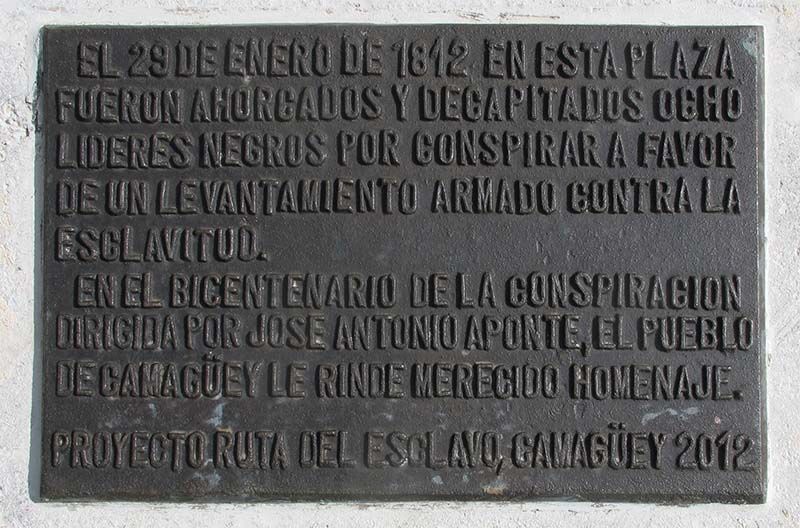 EL 29 DE ENERO DE 1812 EN ESTA PLAZA
FUERON AHORCADOS Y DECAPITADOS OCHO
LIDERES NEGROS POR CONSPIRAR A FAVOR
DE UN LEVANTAMIENTO ARMADO CONTRA LA
ESCLAVITUD.
EN EL BICENTENARIO DE LA CONSPIRACION
DIRIGIDA POR JOSE ANTONIO APONTE, EL PUEBLO
DE CAMAGÜEY LE RINDE MERECIDO HOMENAJE.
PROYECTO RUTA DEL ESCLAVO, CAMAGÜEY 2012